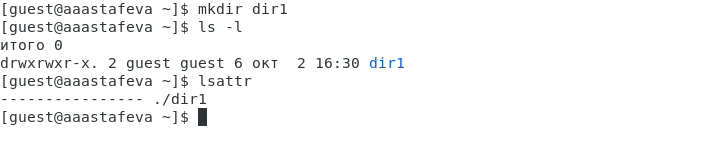 [guest@aaastafeva ~]$ mkdir dir1
[guest@aaastafeva ~]$ ls -l
итого 0
drwxrwxr-x. 2 guest guest 6 окт  2 16:30 dir1
[guest@aaastafeva ~]$ lsattr
---------------- ./dir1
[guest@aaastafeva ~]$